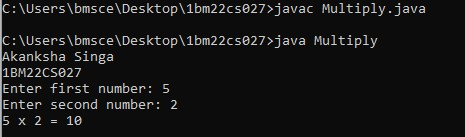 C:\Users\bmsce\Desktop\1bm22cs027>javac Multiply.java
C:\Users\bmsce\Desktop\1bm22cs027>java Multiply
Akanksha Singa
1BM22CS027
Enter first number: 5
Enter second number: 2
5 x 2 = 10